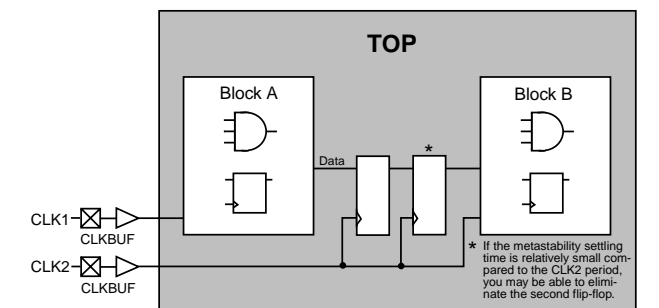 TOP
Block A
Block B
Data
*
CLK1
CLKBUF
CLK2
CLKBUF
* If the metastability settling
time is relatively small com-
pared to the CLK2 period,
you may be able to elimi-
nate the second flip-flop.